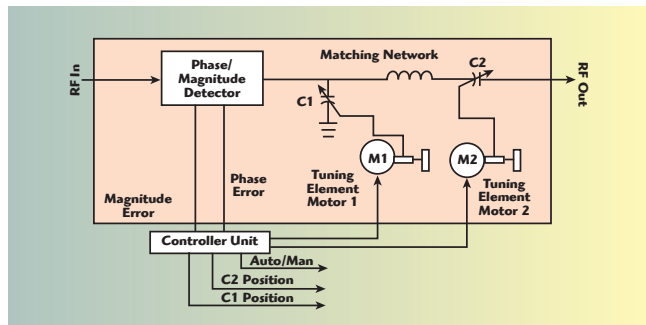 RF In
Phase/
Magnitude
Detector
Matching Network
C2
RF Out
C1
M1
M2
Tuning
Element
Motor 1
Tuning
Element
Motor 2
Phase
Error
Magnitude
Error
Controller Unit
Auto/Man
C2 Position
C1 Position